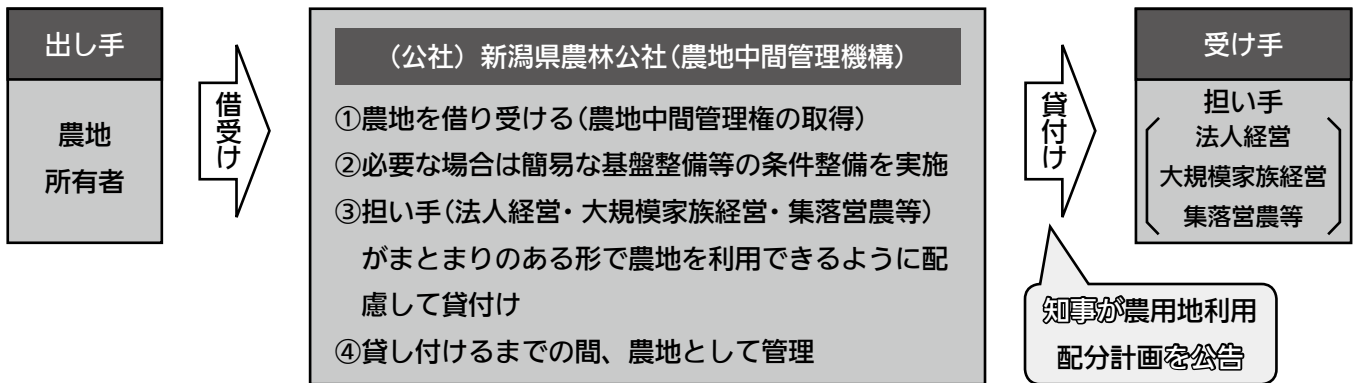 出し手
農地
所有者
借受け
（公社）新潟県農林公社（農地中間管理機構）
①農地を借り受ける（農地中間管理権の取得）
②必要な場合は簡易な基盤整備等の条件整備を実施
③担い手（法人経営・大規模家族経営・集落営農等）
がまとまりのある形で農地を利用できるように配
慮して貸付け
④貸し付けるまでの間、農地として管理
貸付け
知事が農用地利用
配分計画を公告
受け手
担い手
法人経営
大規模家族経営
集落営農等